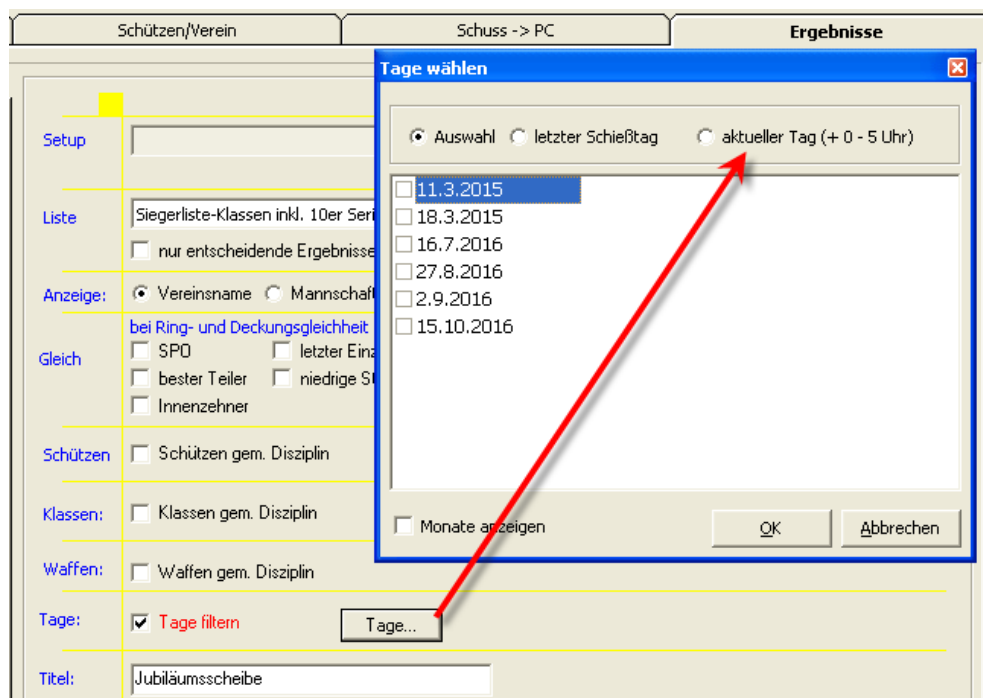 Schützen/Verein
Schuss -> PC
Ergebnisse
Tage wählen
Auswahl
letzter Schießtag
aktueller Tag (+ 0 - 5 Uhr)
11.3.2015
18.3.2015
16.7.2016
27.8.2016
2.9.2016
15.10.2016
Monate anzeigen
OK
Abbrechen
Setup
Liste
Siegerliste-Klassen inkl. 10er Seri
nur entscheidende Ergebnisse
Anzeige:
Vereinsname
Mannschaf
bei Ring- und Deckungsgleichheit
Gleich
SPO
letzter Einz
bester Teiler
niedrige
Innenzehner
Schützen
Schützen gem. Disziplin
Klassen:
Klassen gem. Disziplin
Waffen:
Waffen gem. Disziplin
Tage:
Tage filtern
Tage...
Titel:
Jubiläumsscheibe